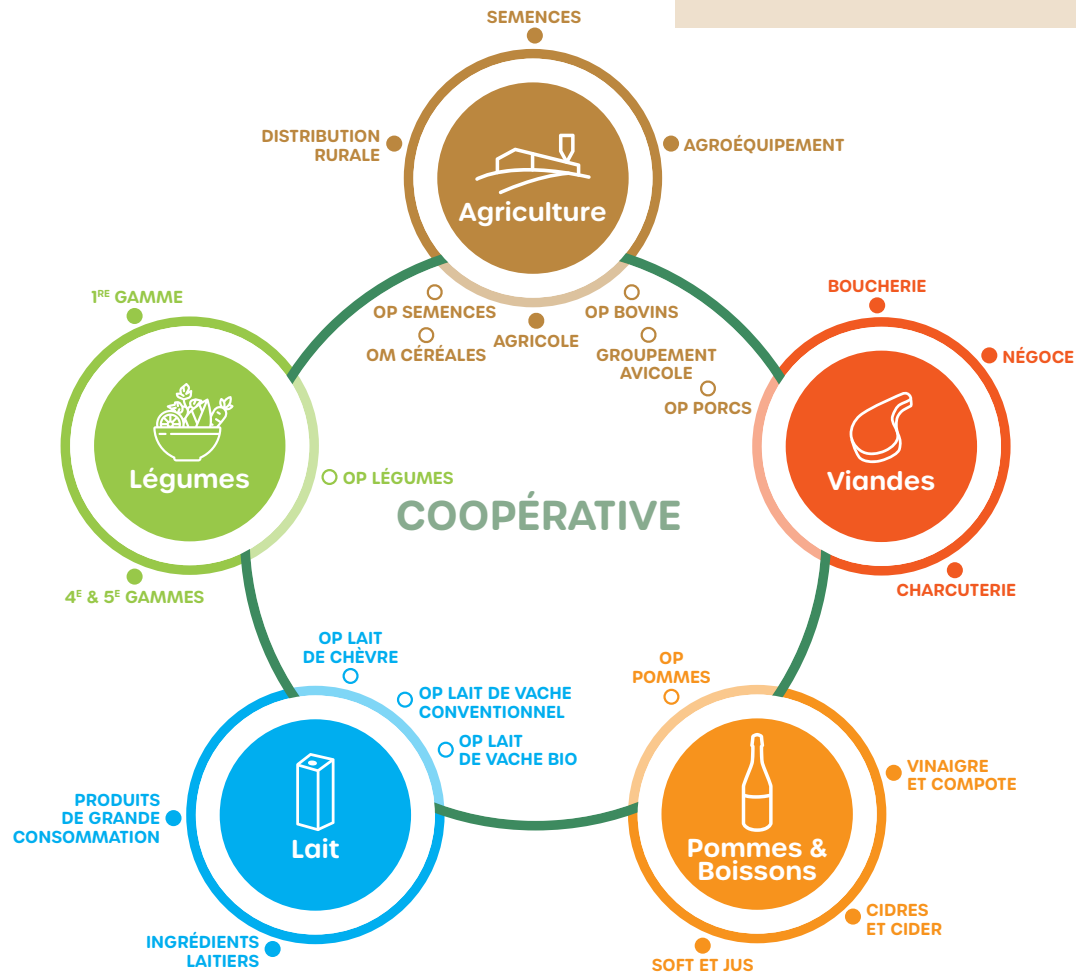 SEMENCES
DISTRIBUTION
RURALE
AGROÉQUIPEMENT
Agriculture
OP SEMENCES
OM CÉRÉALES
AGRICOLE
OP BOVINS
GROUPEMENT
AVICOLE
OP PORCS
1RE GAMME
Légumes
OP LÉGUMES
4E & 5E GAMMES
COOPÉRATIVE
BOUCHERIE
NÉGOCE
Viandes
CHARCUTERIE
OP LAIT
DE CHÈVRE
OP LAIT DE VACHE
CONVENTIONNEL
OP LAIT
DE VACHE BIO
PRODUITS
DE GRANDE
CONSOMMATION
Lait
INGRÉDIENTS
LAITIERS
OP
POMMES
VINAIGRE
ET COMPOTE
Pommes &
Boissons
CIDRES
ET CIDER
SOFT ET JUS